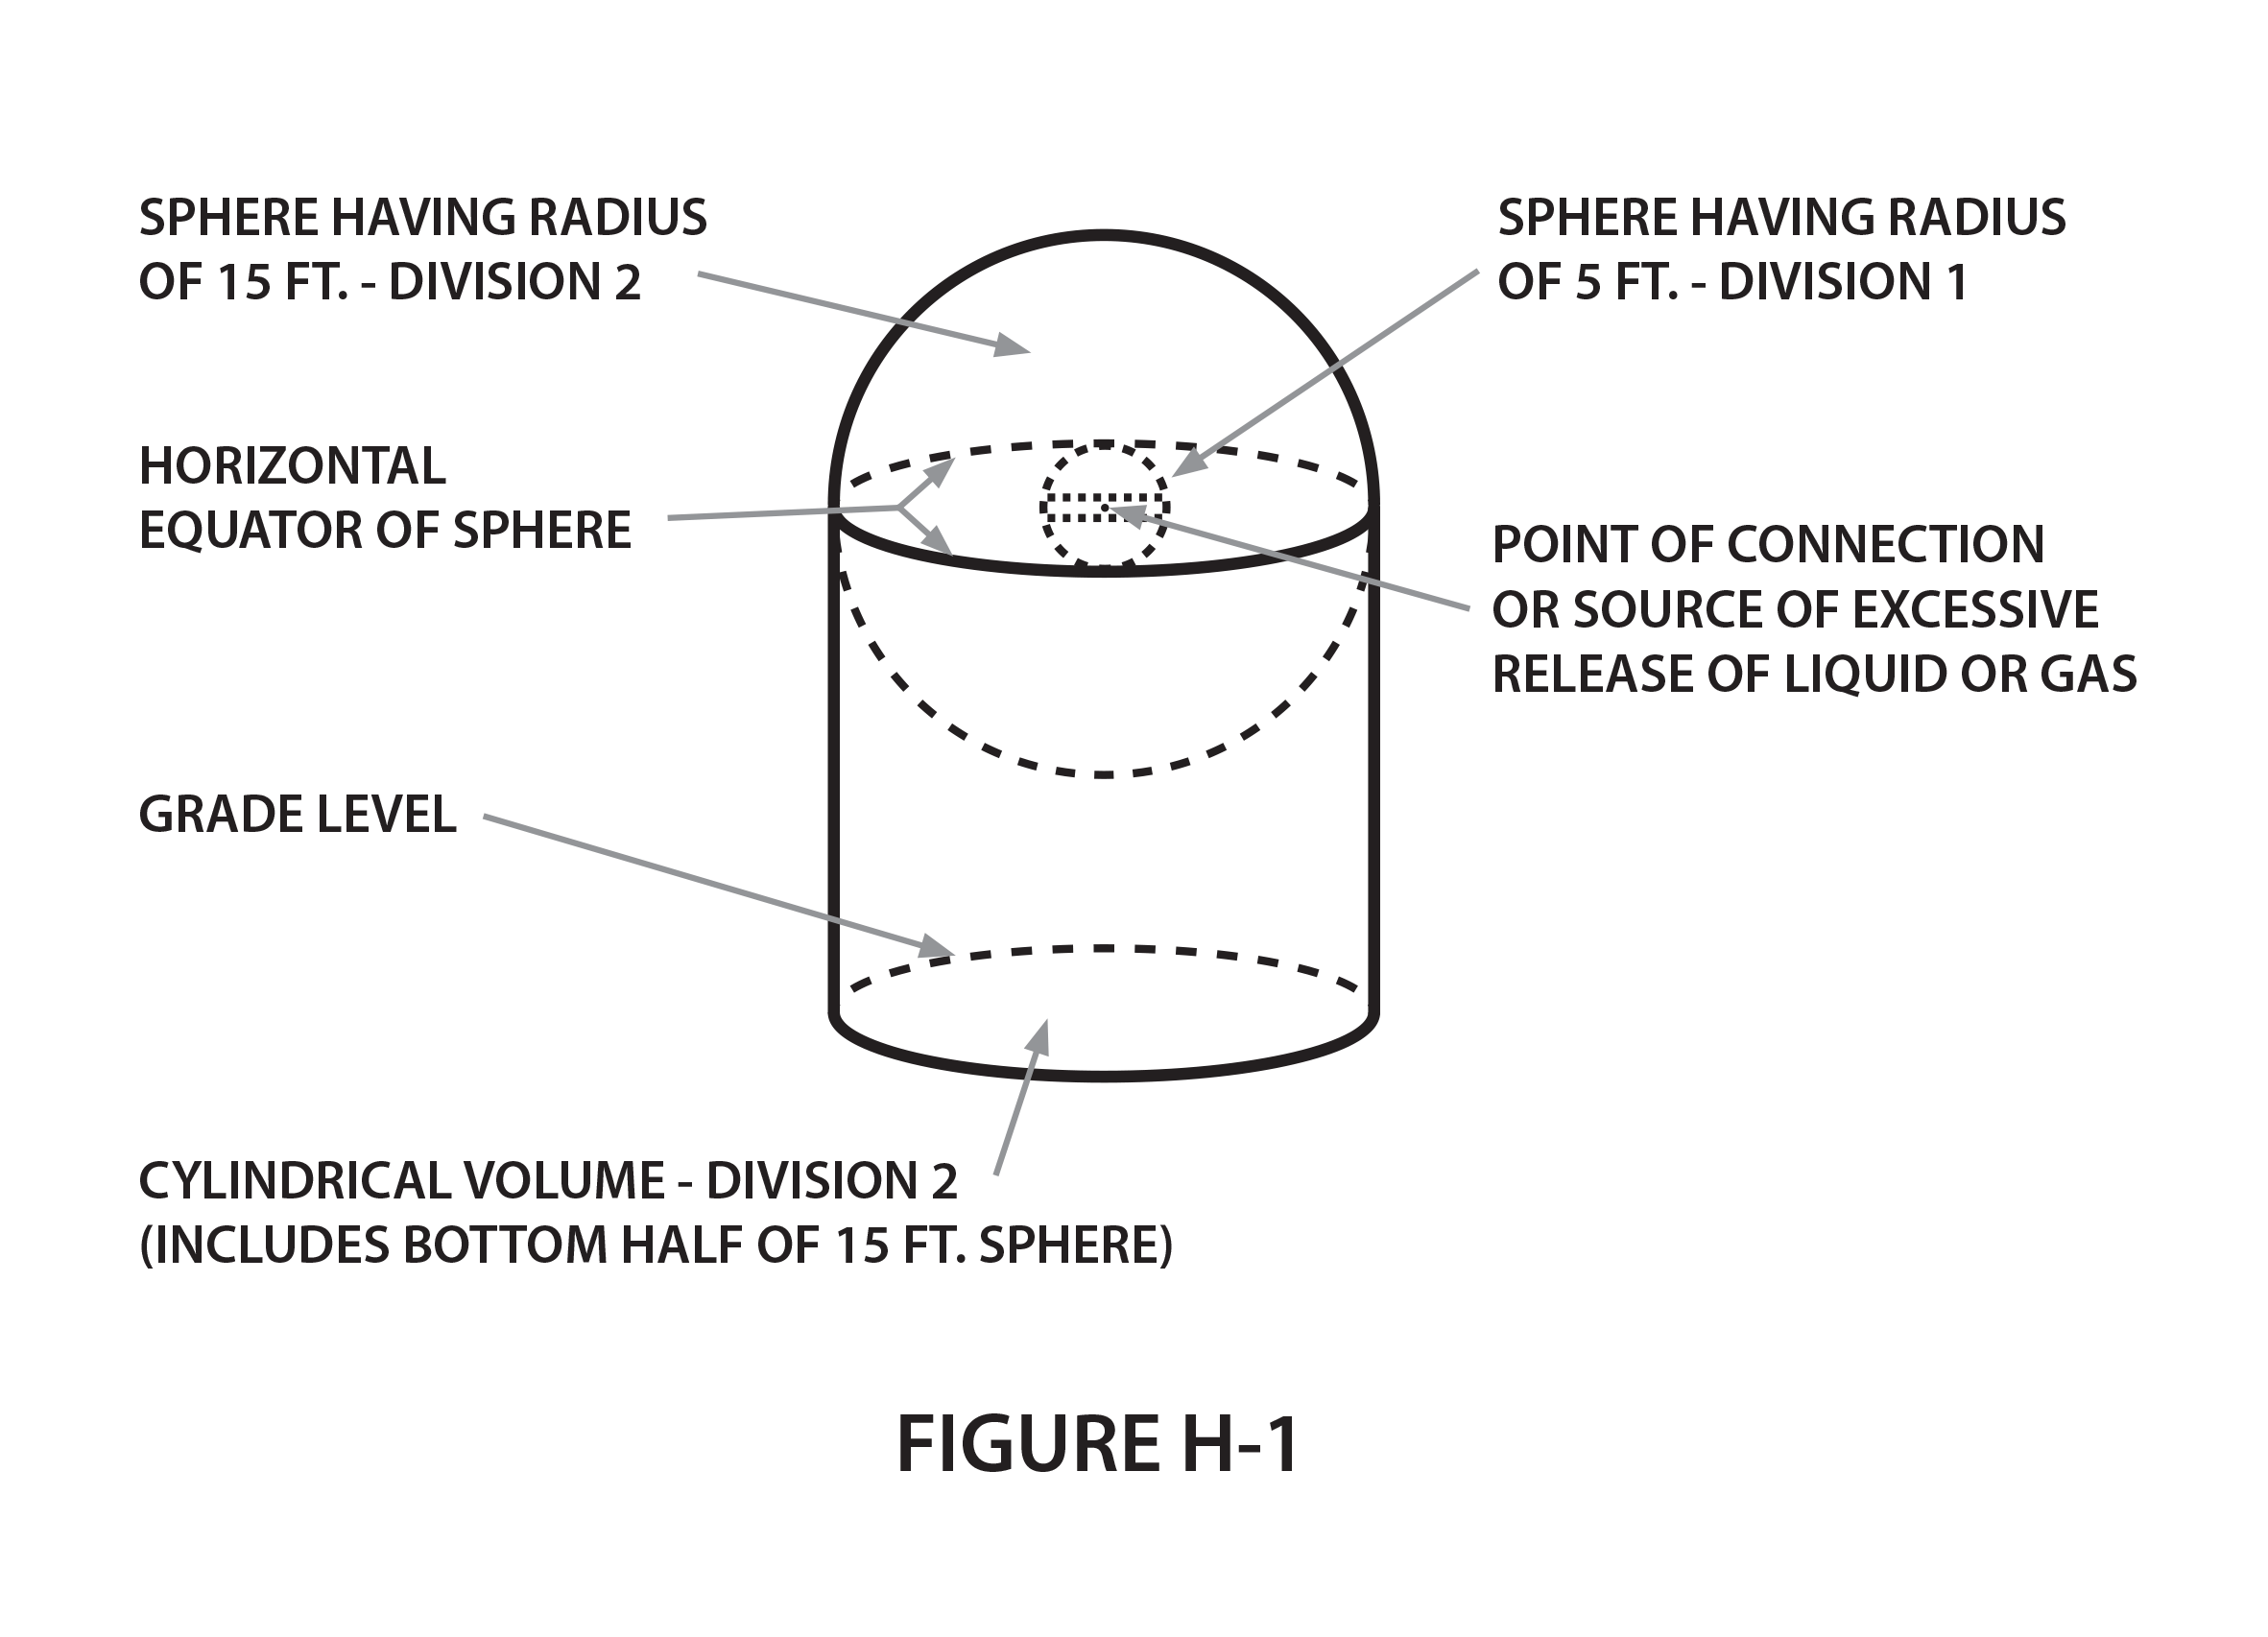 SPHERE HAVING RADIUS
OF 15 FT. - DIVISION 2
SPHERE HAVING RADIUS
OF 5 FT. - DIVISION 1
HORIZONTAL
EQUATOR OF SPHERE
POINT OF CONNECTION
OR SOURCE OF EXCESSIVE
RELEASE OF LIQUID OR GAS
GRADE LEVEL
CYLINDRICAL VOLUME - DIVISION 2
(INCLUDES BOTTOM HALF OF 15 FT. SPHERE)
FIGURE H-1